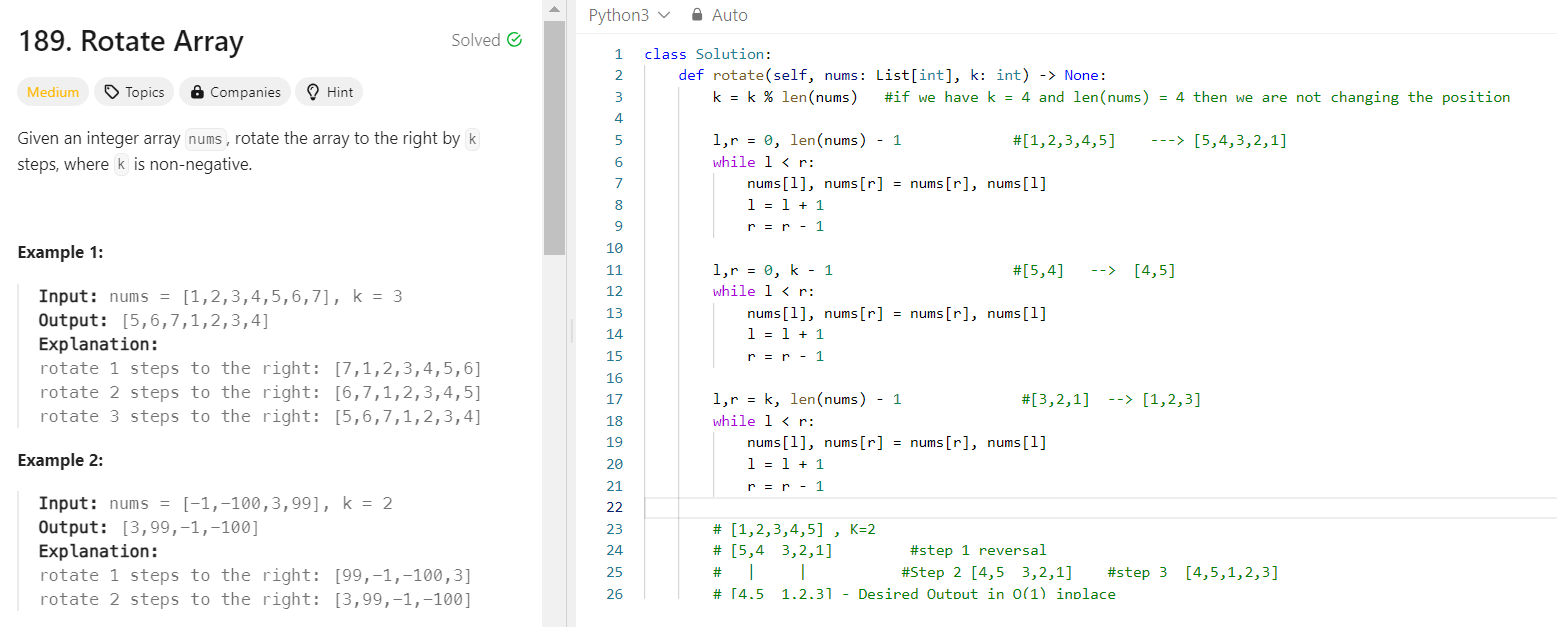 189. Rotate Array
Solved
Medium Topics Companies Hint
Given an integer array nums, rotate the array to the right by k
steps, where k is non-negative.
Example 1:
Input: nums = [1,2,3,4,5,6,7], k = 3
Output: [5,6,7,1,2,3,4]
Explanation:
rotate 1 steps to the right: [7,1,2,3,4,5,6]
rotate 2 steps to the right: [6,7,1,2,3,4,5]
rotate 3 steps to the right: [5,6,7,1,2,3,4]
Example 2:
Input: nums = [-1,-100,3,99], k = 2
Output: [3,99,-1,-100]
Explanation:
rotate 1 steps to the right: [99,-1,-100,3]
rotate 2 steps to the right: [3,99,-1,-100]
Python3 Auto
1 class Solution:
2 def rotate(self, nums: List[int], k: int) -> None:
3 k = k % len(nums) #if we have k = 4 and len(nums) = 4 then we are not changing the position
4
5 l,r = 0, len(nums) - 1 #[1,2,3,4,5] ---> [5,4,3,2,1]
6 while l < r:
7 nums[l], nums[r] = nums[r], nums[l]
8 l = l + 1
9 r = r - 1
10
11 l,r = 0, k - 1 #[5,4] --> [4,5]
12 while l < r:
13 nums[l], nums[r] = nums[r], nums[l]
14 l = l + 1
15 r = r - 1
16
17 l,r = k, len(nums) - 1 #[3,2,1] --> [1,2,3]
18 while l < r:
19 nums[l], nums[r] = nums[r], nums[l]
20 l = l + 1
21 r = r - 1
22
23 # [1,2,3,4,5] , K=2
24 # [5,4 3,2,1] #step 1 reversal
25 # | | #Step 2 [4,5 3,2,1] #step 3 [4,5,1,2,3]
26 # [4,5 1,2,3] - Desired Output in O(1) inplace